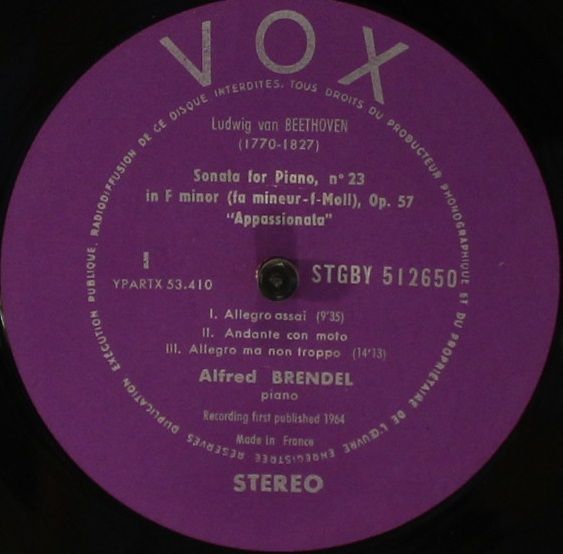 VOX
DUPLICATION EXÉCUTION PUBLIQUE, RADIODIFFUSION DE CE DISQUE INTERDITES. TOUS DROITS DU PRODUCTEUR PHONOGRAPHIQUE ET DU PROPRIÉTAIRE DE L'ŒUVRE ENREGISTRÉE RÉSERVÉS
Ludwig van BEETHOVEN
(1770-1827)
Sonata for Piano, n° 23
in F minor (fa mineur-f-Moll), Op. 57
"Appassionata"
I
YPARTX 53.410
STGBY 512650
I. Allegro assai (9'35)
II. Andante con moto
III. Allegro ma non troppo (14'13)
Alfred BRENDEL
piano
Recording first published 1964
Made in France
STEREO